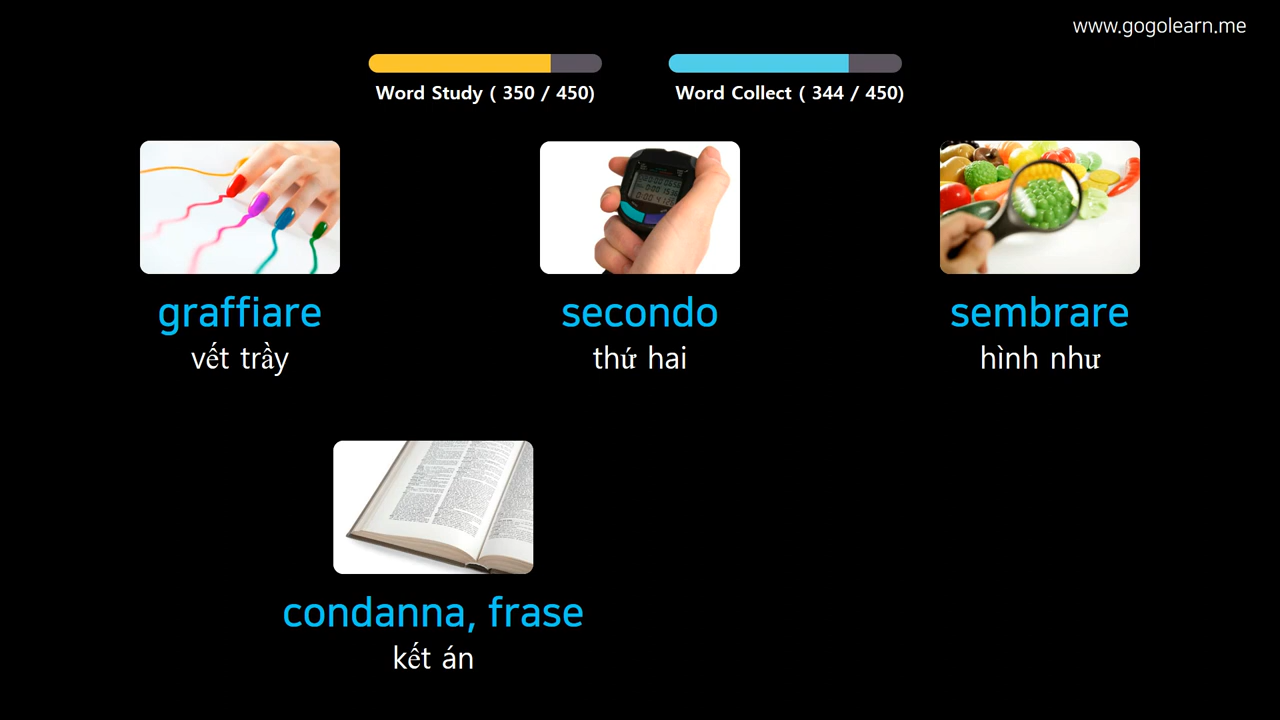 www.gogolearn.me
Word Study ( 350 / 450)
Word Collect ( 344 / 450)
graffiare
vết trầy
secondo
thứ hai
sembrare
hình như
condanna, frase
kết án